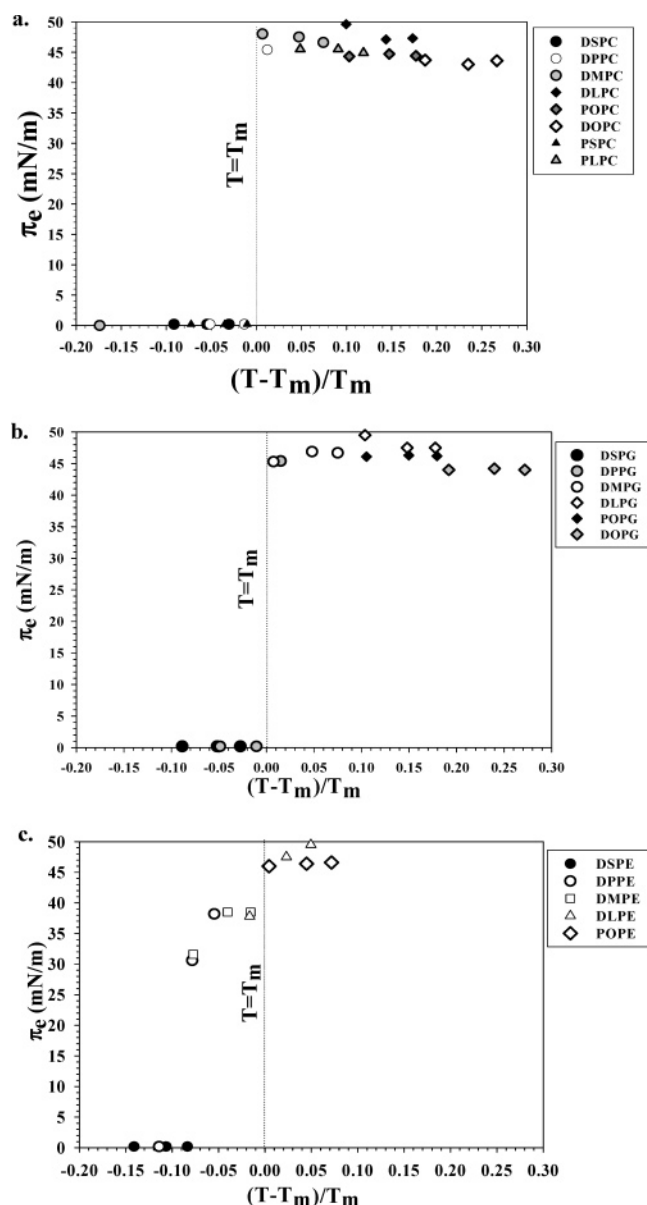 a.
50
45
40
35
30
25
20
15
10
5
0
πe (mN/m)
T=Tm
-0.20 -0.15 -0.10 -0.05 0.00 0.05 0.10 0.15 0.20 0.25 0.30
(T-Tm)/Tm
DSPC
DPPC
DMPC
DLPC
POPC
DOPC
PSPC
PLPC
b.
50
45
40
35
30
25
20
15
10
5
0
πe (mN/m)
T=Tm
-0.20 -0.15 -0.10 -0.05 0.00 0.05 0.10 0.15 0.20 0.25 0.30
(T-Tm)/Tm
DSPG
DPPG
DMPG
DLPG
POPG
DOPG
c.
50
45
40
35
30
25
20
15
10
5
0
πe (mN/m)
T=Tm
-0.20 -0.15 -0.10 -0.05 0.00 0.05 0.10 0.15 0.20 0.25 0.30
(T-Tm)/Tm
DSPE
DPPE
DMPE
DLPE
POPE